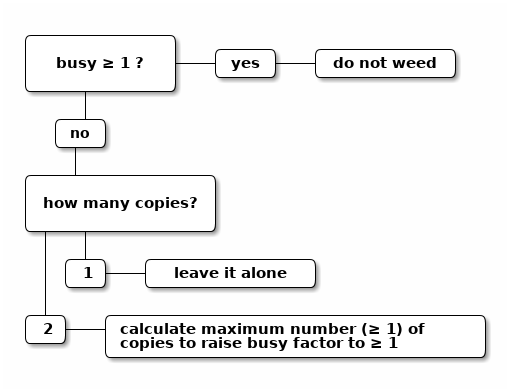 busy ≥ 1 ?
yes
do not weed
no
how many copies?
1
leave it alone
2
calculate maximum number (≥ 1) of
copies to raise busy factor to ≥ 1